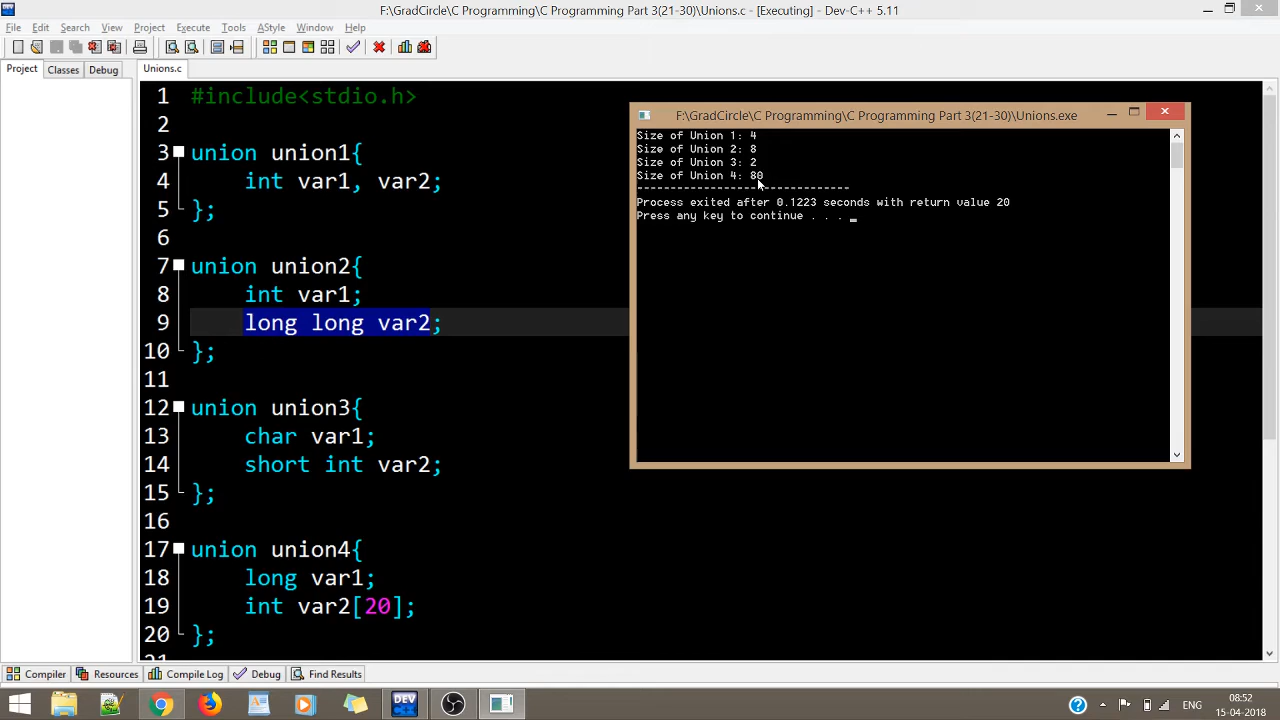 F:\GradCircle\C Programming\C Programming Part 3(21-30)\Unions.c - [Executing] - Dev-C++ 5.11
File Edit Search View Project Execute Tools AStyle Window Help
Project Classes Debug Unions.c
1 #include<stdio.h>
2
3 union union1{
4 int var1, var2;
5 };
6
7 union union2{
8 int var1;
9 long long var2;
10 };
11
12 union union3{
13 char var1;
14 short int var2;
15 };
16
17 union union4{
18 long var1;
19 int var2[20];
20 };
F:\GradCircle\C Programming\C Programming Part 3(21-30)\Unions.exe
Size of Union 1: 4
Size of Union 2: 8
Size of Union 3: 2
Size of Union 4: 80
--------------------------------
Process exited after 0.1223 seconds with return value 20
Press any key to continue . . . _
Compiler Resources Compile Log Debug Find Results
DEV
ENG
08:52
15-04-2018